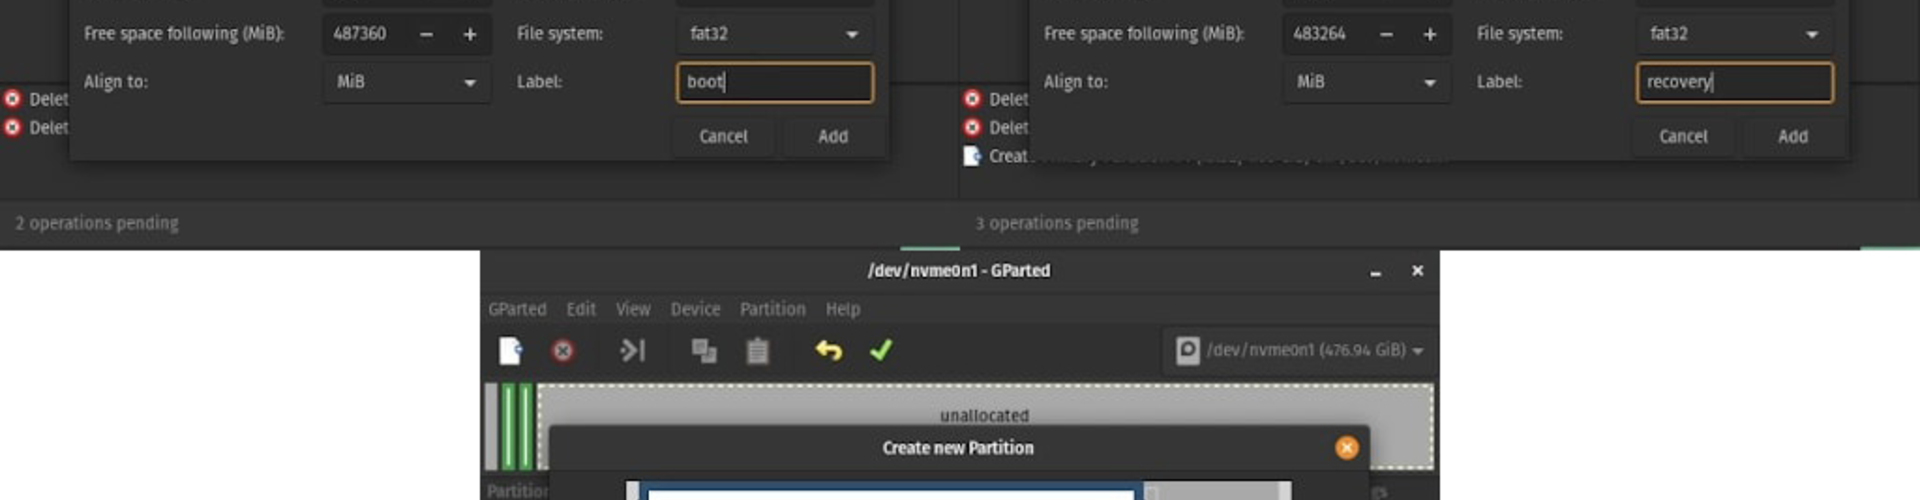 Free space following (MiB): 487360 File system: fat32
Align to: MiB Label: boot
Delet
Delet
Cancel Add
2 operations pending
Free space following (MiB): 483264 File system: fat32
Align to: MiB Label: recovery
Delet
Delet
Cancel Add
Creat
3 operations pending
/dev/nvme0n1 - GParted
GParted Edit View Device Partition Help
/dev/nvme0n1 (476.94 GiB)
unallocated
Create new Partition
Partition